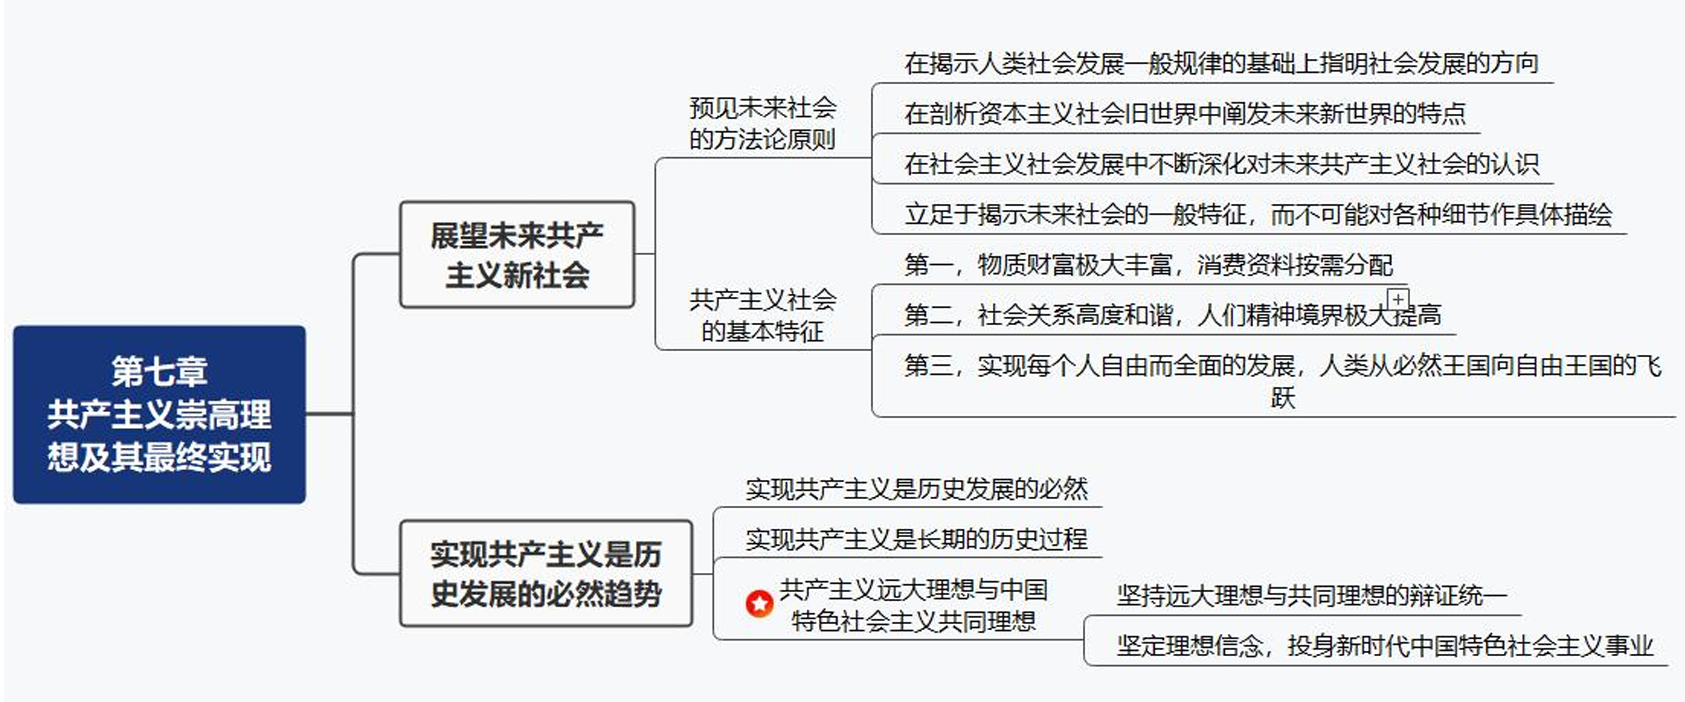 第七章
共产主义崇高理
想及其最终实现
展望未来共产
主义新社会
预见未来社会
的方法论原则
在揭示人类社会发展一般规律的基础上指明社会发展的方向
在剖析资本主义社会旧世界中阐发未来新世界的特点
在社会主义社会发展中不断深化对未来共产主义社会的认识
立足于揭示未来社会的一般特征，而不可能对各种细节作具体描绘
共产主义社会
的基本特征
第一，物质财富极大丰富，消费资料按需分配
第二，社会关系高度和谐，人们精神境界极大提高
第三，实现每个人自由而全面的发展，人类从必然王国向自由王国的飞
跃
实现共产主义是历
史发展的必然趋势
实现共产主义是历史发展的必然
实现共产主义是长期的历史过程
共产主义远大理想与中国
特色社会主义共同理想
坚持远大理想与共同理想的辩证统一
坚定理想信念，投身新时代中国特色社会主义事业